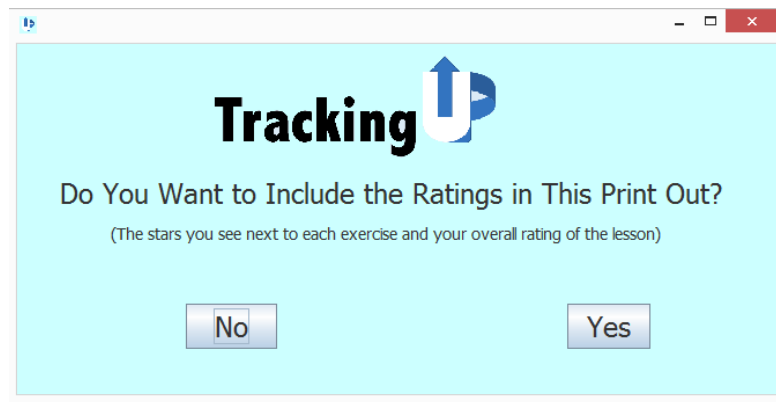 Tracking UP
Do You Want to Include the Ratings in This Print Out?
(The stars you see next to each exercise and your overall rating of the lesson)
No
Yes